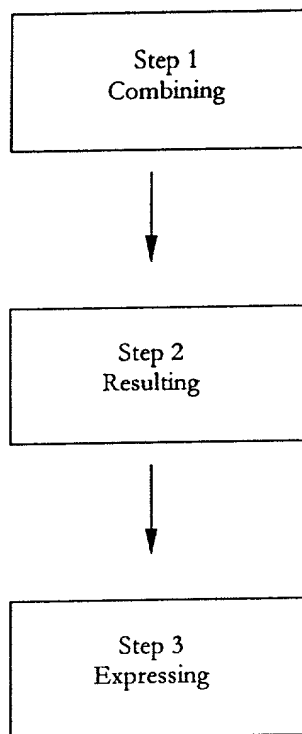 Step 1
Combining
Step 2
Resulting
Step 3
Expressing